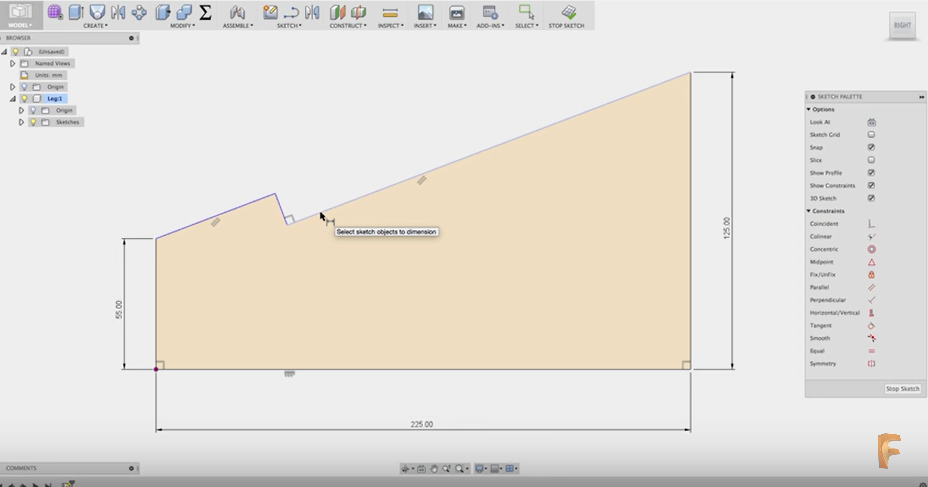 MODEL
CREATE
MODIFY
ASSEMBLE
SKETCH
CONSTRUCT
INSPECT
INSERT
MAKE
ADD-INS
SELECT
STOP SKETCH
RIGHT
BROWSER
(Unsaved)
Named Views
Units: mm
Origin
Leg:1
Origin
Sketches
SKETCH PALETTE
Options
Look At
Sketch Grid
Snap
Slice
Show Profile
Show Constraints
3D Sketch
Constraints
Coincident
Colinear
Concentric
Midpoint
Fix/UnFix
Parallel
Perpendicular
Horizontal/Vertical
Tangent
Smooth
Equal
Symmetry
Stop Sketch
Select sketch objects to dimension
55.00
125.00
225.00
COMMENTS